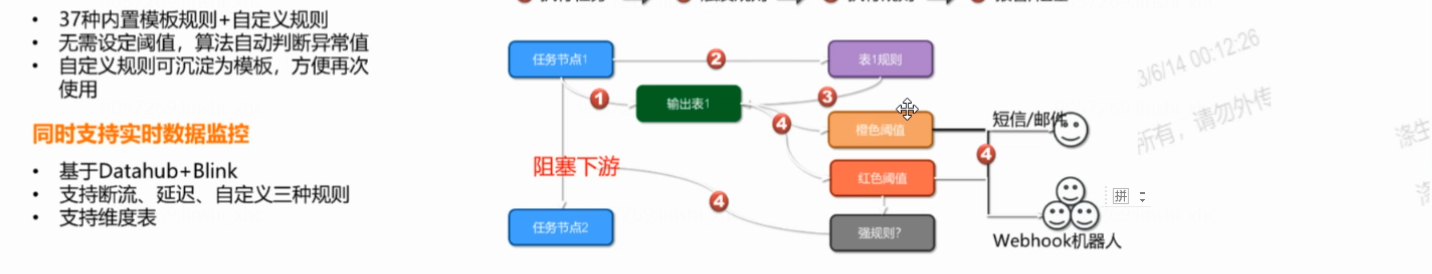 37种内置模板规则+自定义规则
无需设定阈值，算法自动判断异常值
自定义规则可沉淀为模板，方便再次
使用
同时支持实时数据监控
基于Datahub+Blink
支持断流、延迟、自定义三种规则
支持维度表
任务节点1
2
表1规则
1
输出表1
3
4
橙色阈值
短信/邮件
4
阻塞下游
红色阈值
4
任务节点2
强规则?
Webhook机器人
拼
3/6/14 00:12:26
所有，请勿外传